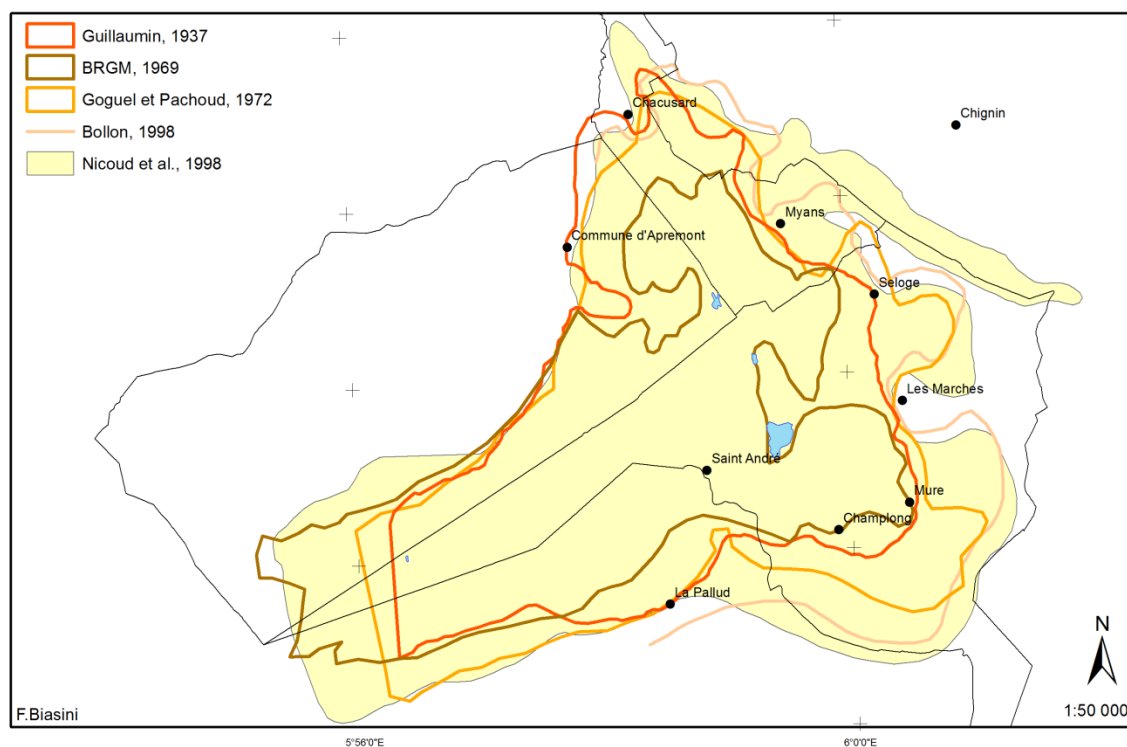 Guillaumin, 1937
BRGM, 1969
Goguel et Pachoud, 1972
Bollon, 1998
Nicoud et al., 1998
Chacusard
Chignin
Myans
Commune d'Apremont
Seloge
Les Marches
Saint André
Mure
Champlong
La Pallud
N
1:50 000
F.Biasini
5°56'0"E
6°0'0"E